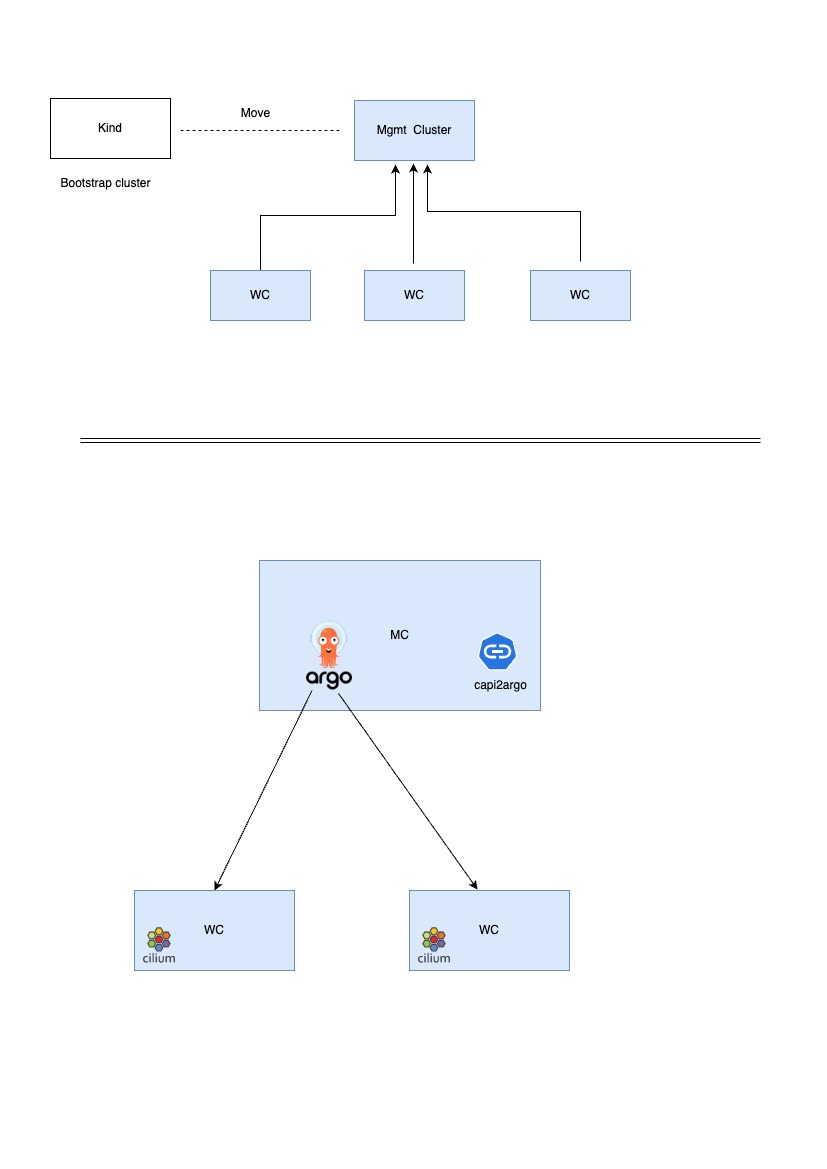 Move
Kind
Mgmt Cluster
Bootstrap cluster
WC
WC
WC
MC
argo
capi2argo
WC
cilium
WC
cilium